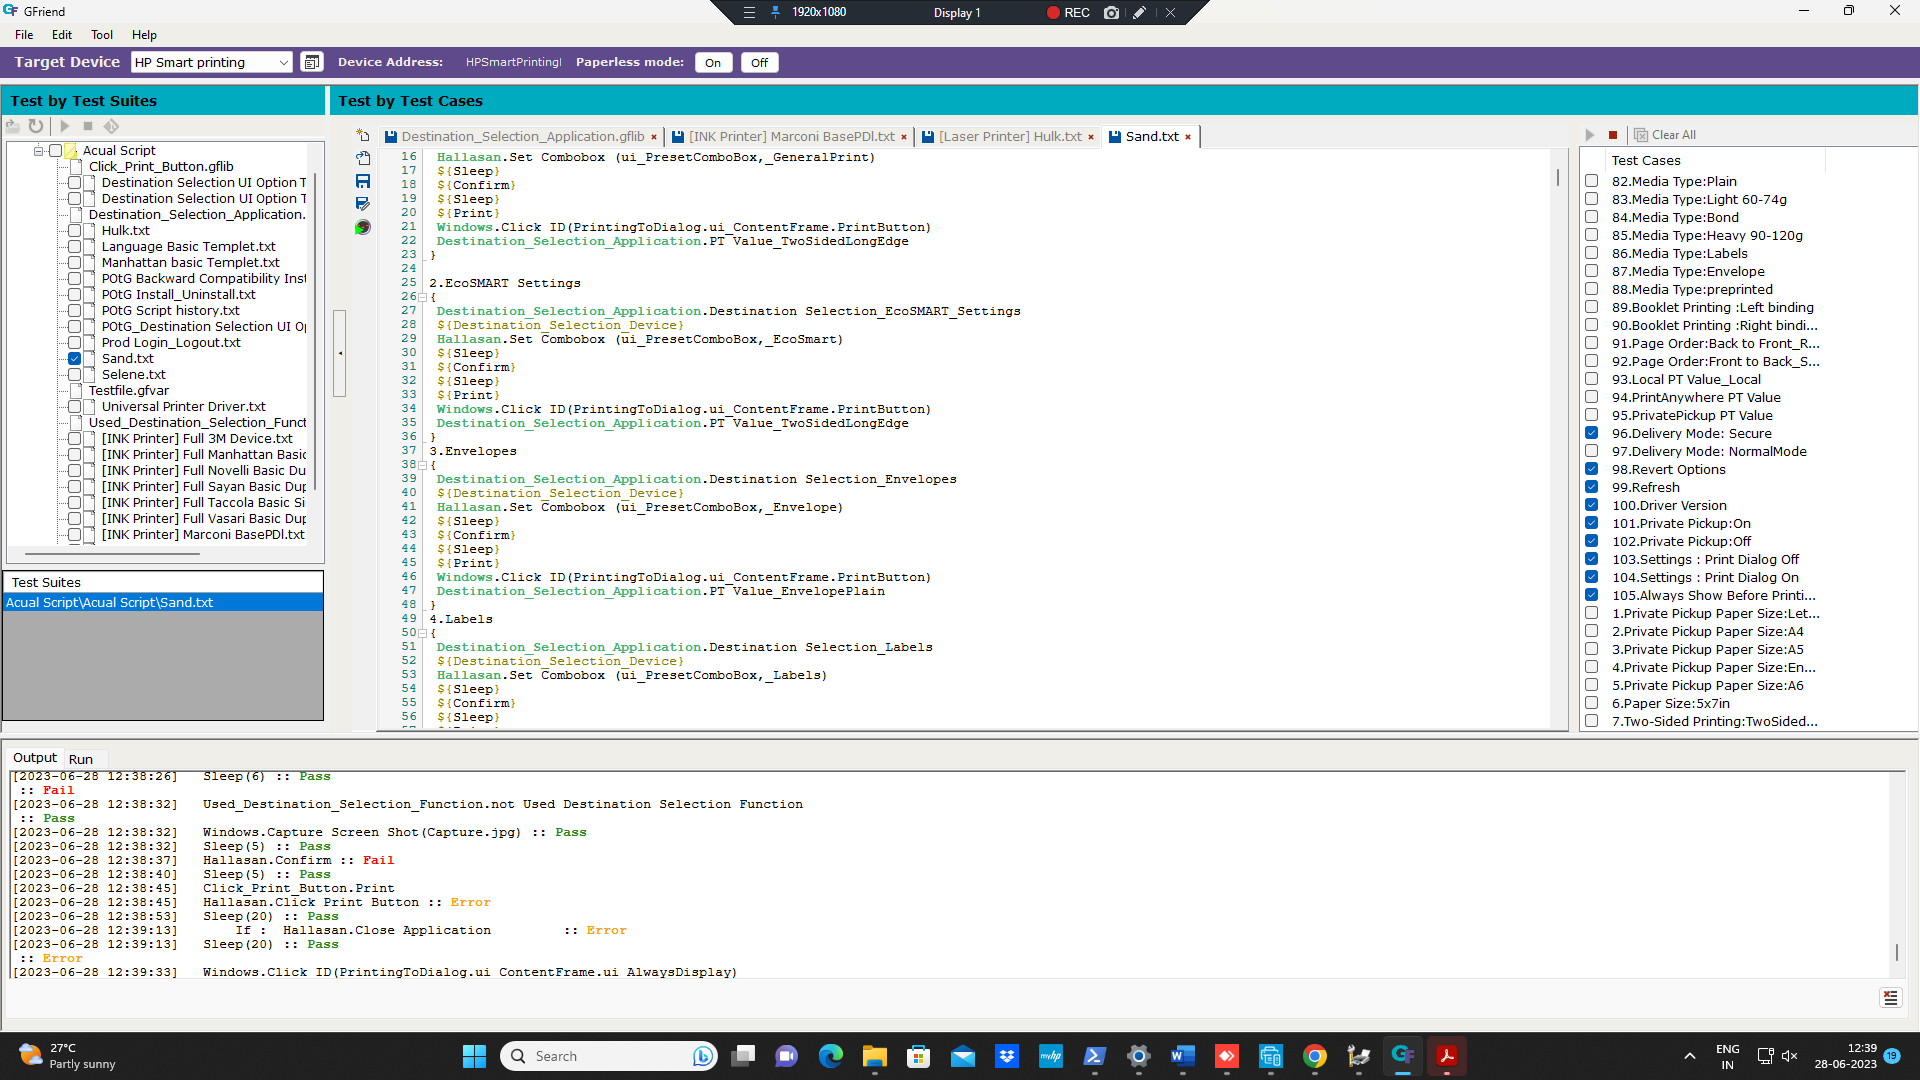 GFriend
1920x1080
Display 1
REC
File Edit Tool Help
Target Device
HP Smart printing
Device Address:
HPSmartPrintingI
Paperless mode:
On
Off
Test by Test Suites
Test by Test Cases
Acual Script
Click_Print_Button.gflib
Destination Selection UI Option T
Destination Selection UI Option T
Destination_Selection_Application.
Hulk.txt
Language Basic Templet.txt
Manhattan basic Templet.txt
POtG Backward Compatibility Inst
POtG Install_Uninstall.txt
POtG Script history.txt
POtG_Destination Selection UI Op
Prod Login_Logout.txt
Sand.txt
Selene.txt
Testfile.gfvar
Universal Printer Driver.txt
Used_Destination_Selection_Funct
[INK Printer] Full 3M Device.txt
[INK Printer] Full Manhattan Basic
[INK Printer] Full Novelli Basic Du
[INK Printer] Full Sayan Basic Dup
[INK Printer] Full Taccola Basic Si
[INK Printer] Full Vasari Basic Dup
[INK Printer] Marconi BasePDl.txt
Test Suites
Acual Script\Acual Script\Sand.txt
Destination_Selection_Application.gflib
[INK Printer] Marconi BasePDl.txt
[Laser Printer] Hulk.txt
Sand.txt
16 Hallasan.Set Combobox (ui_PresetComboBox,_GeneralPrint)
17 ${Sleep}
18 ${Confirm}
19 ${Sleep}
20 ${Print}
21 Windows.Click ID(PrintingToDialog.ui_ContentFrame.PrintButton)
22 Destination_Selection_Application.PT Value_TwoSidedLongEdge
23 }
24
25 2.EcoSMART Settings
26 {
27 Destination_Selection_Application.Destination Selection_EcoSMART_Settings
28 ${Destination_Selection_Device}
29 Hallasan.Set Combobox (ui_PresetComboBox,_EcoSmart)
30 ${Sleep}
31 ${Confirm}
32 ${Sleep}
33 ${Print}
34 Windows.Click ID(PrintingToDialog.ui_ContentFrame.PrintButton)
35 Destination_Selection_Application.PT Value_TwoSidedLongEdge
36 }
37 3.Envelopes
38 {
39 Destination_Selection_Application.Destination Selection_Envelopes
40 ${Destination_Selection_Device}
41 Hallasan.Set Combobox (ui_PresetComboBox,_Envelope)
42 ${Sleep}
43 ${Confirm}
44 ${Sleep}
45 ${Print}
46 Windows.Click ID(PrintingToDialog.ui_ContentFrame.PrintButton)
47 Destination_Selection_Application.PT Value_EnvelopePlain
48 }
49 4.Labels
50 {
51 Destination_Selection_Application.Destination Selection_Labels
52 ${Destination_Selection_Device}
53 Hallasan.Set Combobox (ui_PresetComboBox,_Labels)
54 ${Sleep}
55 ${Confirm}
56 ${Sleep}
Clear All
Test Cases
82.Media Type:Plain
83.Media Type:Light 60-74g
84.Media Type:Bond
85.Media Type:Heavy 90-120g
86.Media Type:Labels
87.Media Type:Envelope
88.Media Type:preprinted
89.Booklet Printing :Left binding
90.Booklet Printing :Right bindi...
91.Page Order:Back to Front_R...
92.Page Order:Front to Back_S...
93.Local PT Value_Local
94.PrintAnywhere PT Value
95.PrivatePickup PT Value
96.Delivery Mode: Secure
97.Delivery Mode: NormalMode
98.Revert Options
99.Refresh
100.Driver Version
101.Private Pickup:On
102.Private Pickup:Off
103.Settings : Print Dialog Off
104.Settings : Print Dialog On
105.Always Show Before Printi...
1.Private Pickup Paper Size:Let...
2.Private Pickup Paper Size:A4
3.Private Pickup Paper Size:A5
4.Private Pickup Paper Size:En...
5.Private Pickup Paper Size:A6
6.Paper Size:5x7in
7.Two-Sided Printing:TwoSided...
Output Run
[2023-06-28 12:38:26] Sleep(6) :: Pass
:: Fail
[2023-06-28 12:38:32] Used_Destination_Selection_Function.not Used Destination Selection Function
:: Pass
[2023-06-28 12:38:32] Windows.Capture Screen Shot(Capture.jpg) :: Pass
[2023-06-28 12:38:32] Sleep(5) :: Pass
[2023-06-28 12:38:37] Hallasan.Confirm :: Fail
[2023-06-28 12:38:40] Sleep(5) :: Pass
[2023-06-28 12:38:45] Click_Print_Button.Print
[2023-06-28 12:38:45] Hallasan.Click Print Button :: Error
[2023-06-28 12:38:53] Sleep(20) :: Pass
[2023-06-28 12:39:13] If : Hallasan.Close Application :: Error
[2023-06-28 12:39:13] Sleep(20) :: Pass
:: Error
[2023-06-28 12:39:33] Windows.Click ID(PrintingToDialog.ui_ContentFrame.ui_AlwaysDisplay)
27°C
Partly sunny
Search
myhp
ENG
IN
12:39
28-06-2023
19